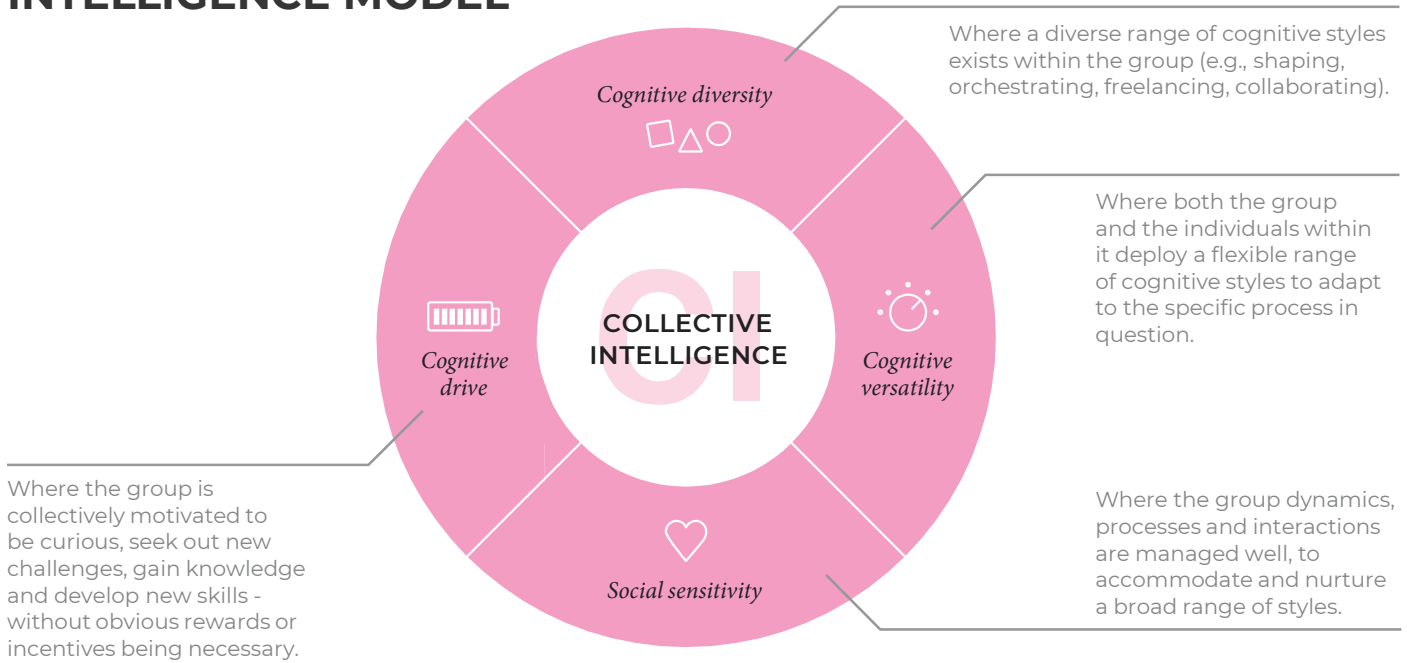 INTELLIGENCE MODEL
Where a diverse range of cognitive styles
exists within the group (e.g., shaping,
orchestrating, freelancing, collaborating).
Cognitive diversity
Where both the group
and the individuals within
it deploy a flexible range
of cognitive styles to adapt
to the specific process in
question.
CI
COLLECTIVE
INTELLIGENCE
Cognitive
versatility
Cognitive
drive
Where the group is
collectively motivated to
be curious, seek out new
challenges, gain knowledge
and develop new skills -
without obvious rewards or
incentives being necessary.
Social sensitivity
Where the group dynamics,
processes and interactions
are managed well, to
accommodate and nurture
a broad range of styles.